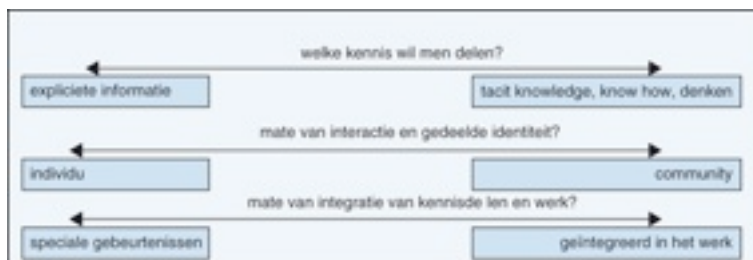 welke kennis wil men delen?
expliciete informatie tacit knowledge, know how, denken
mate van interactie en gedeelde identiteit?
individu community
mate van integratie van kennisde len en werk?
speciale gebeurtenissen geïntegreerd in het werk